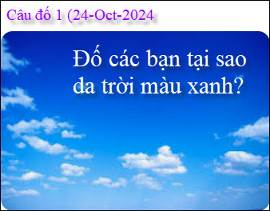 Câu đố 1 (24-Oct-2024
Đố các bạn tại sao
da trời màu xanh?